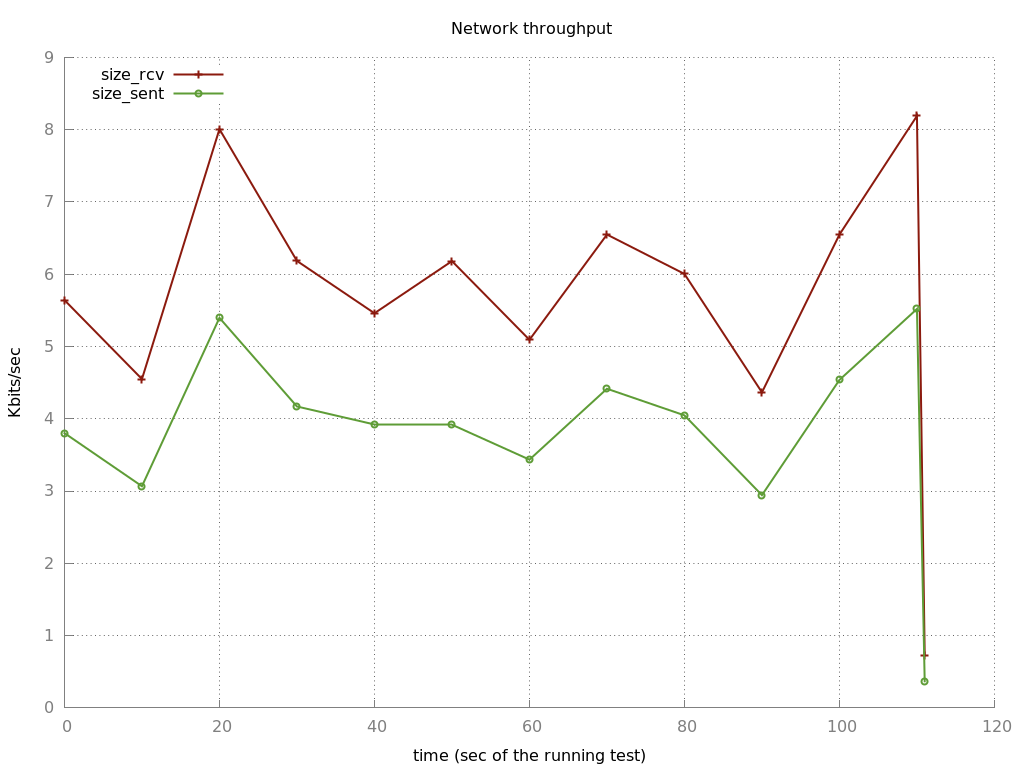 Network throughput
9
size_rcv
size_sent
8
7
6
5
Kbits/sec
4
3
2
1
0
0 20 40 60 80 100 120
time (sec of the running test)